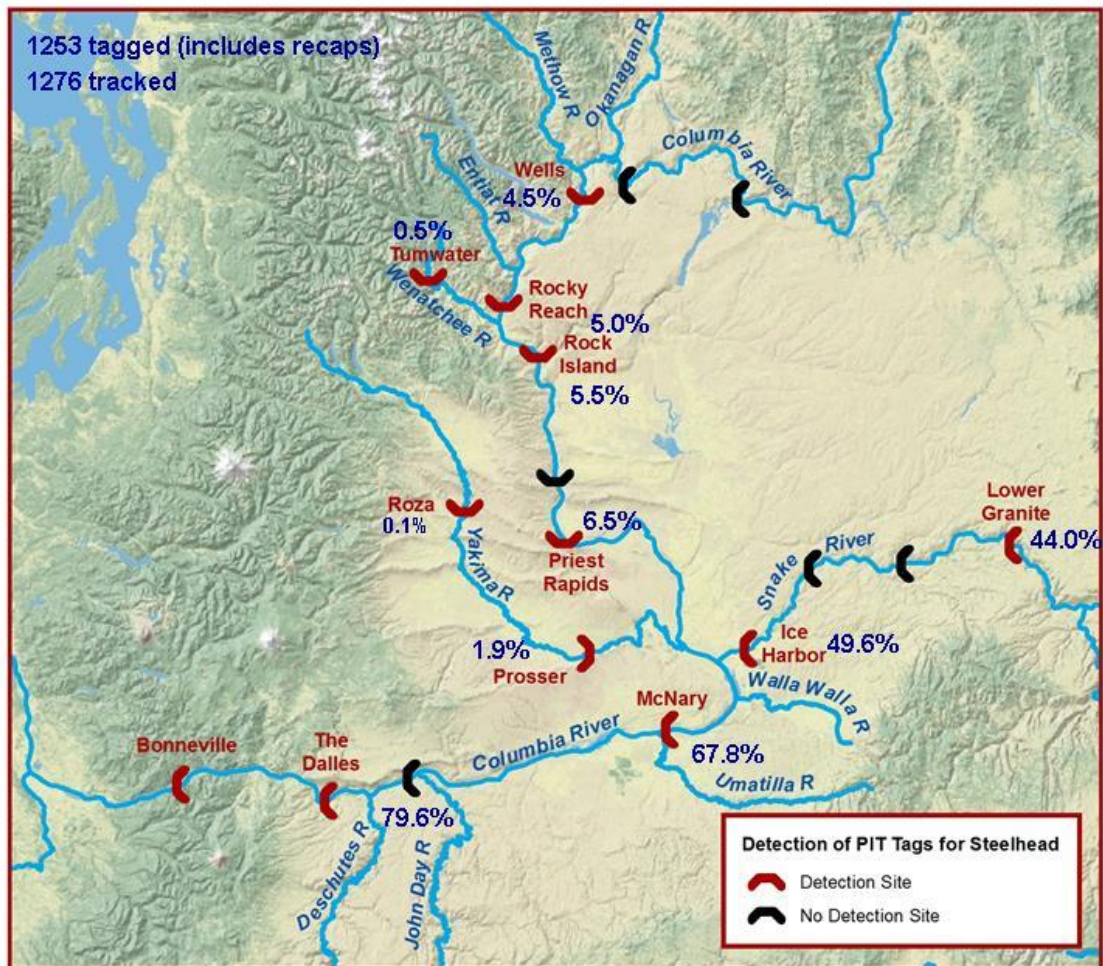 1253 tagged (includes recaps)
1276 tracked
Methow R
Okanagan R
Columbia River
Entiat R
Wells
4.5%
0.5%
Tumwater
Wenatchee R
Rocky
Reach
5.0%
Rock
Island
5.5%
Roza
0.1%
Yakima R
6.5%
Priest
Rapids
Lower
Granite
44.0%
Snake River
Ice
Harbor
49.6%
1.9%
Prosser
Walla Walla R
McNary
67.8%
Umatilla R
Columbia River
Bonneville
The
Dalles
79.6%
Deschutes R
John Day R
Detection of PIT Tags for Steelhead
Detection Site
No Detection Site